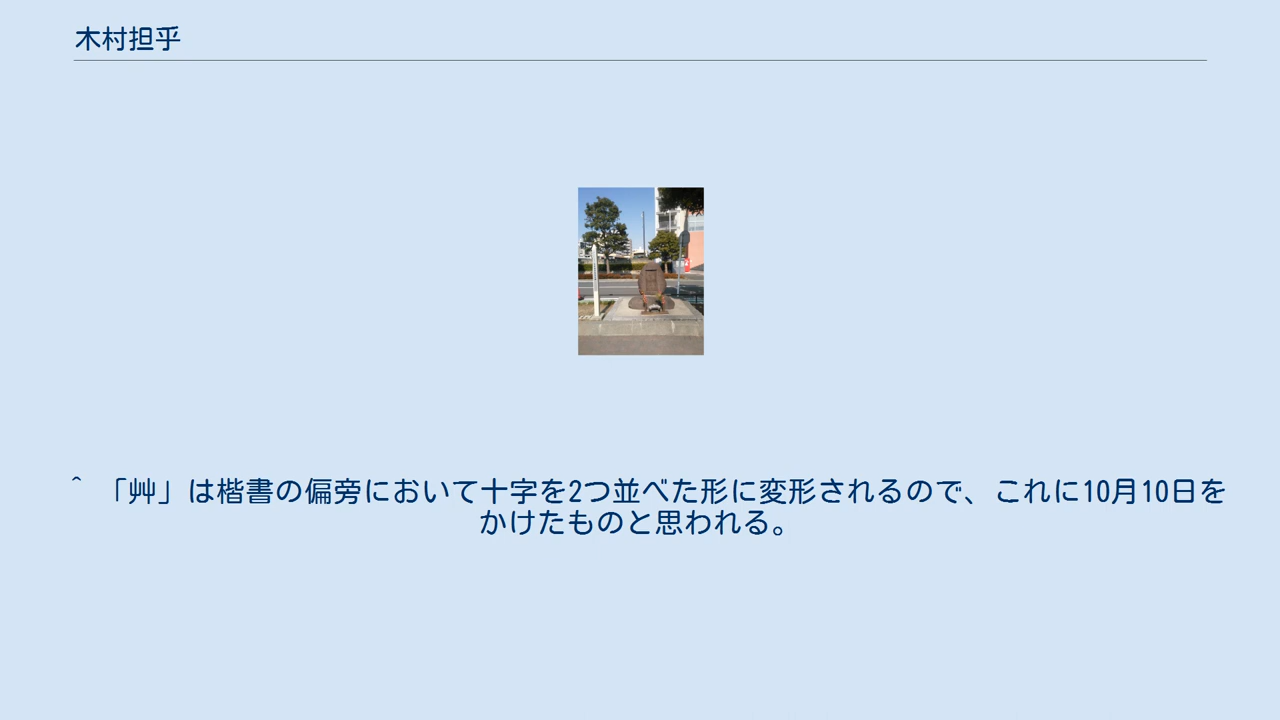 木村担乎
^ 「艸」は楷書の偏旁において十字を2つ並べた形に変形されるので、これに10月10日を
かけたものと思われる。